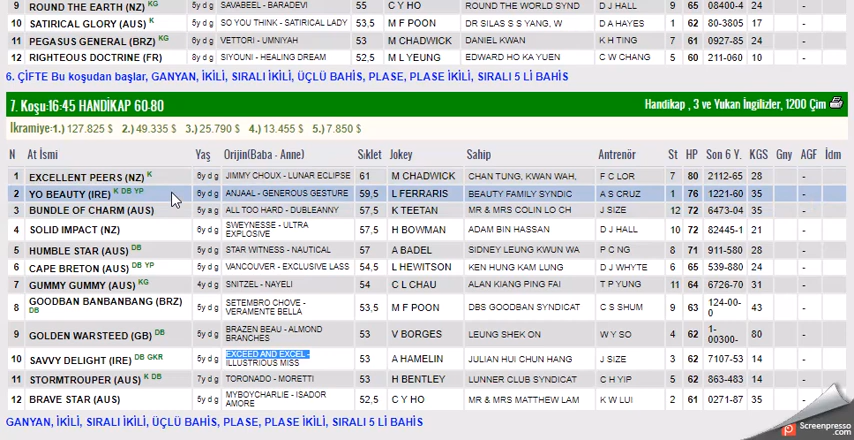 9 ROUND THE EARTH (NZ) KG 5y d g SAVABEEL - BARADEVI 55 C Y HO ROUND THE WORLD SYND D J HALL 9 65 08400-4 24 -
10 SATIRICAL GLORY (AUS) K 5y d g SO YOU THINK - SATIRICAL LADY 53,5 M F POON DR SILAS S S YANG, W D A HAYES 1 62 80-3805 17 -
11 PEGASUS GENERAL (BRZ) KG 6y d g VETTORI - UMNIYAH 53 M CHADWICK DANIEL KWAN K H TING 7 61 0927-85 24 -
12 RIGHTEOUS DOCTRINE (FR) 8y d g SIYOUNI - HEALING DREAM 52,5 M L YEUNG EDWARD HO KA YUEN C W CHANG 5 60 211-060 10 -
6. ÇİFTE Bu koşudan başlar, GANYAN, İKİLİ, SIRALI İKİLİ, ÜÇLÜ BAHİS, PLASE, PLASE İKİLİ, SIRALI 5 Lİ BAHİS
7. Koşu:16:45 HANDİKAP 60-80 Handikap , 3 ve Yukarı İngilizler, 1200 Çim
İkramiye:1.) 127.825 $ 2.) 49.335 $ 3.) 25.790 $ 4.) 13.455 $ 5.) 7.850 $
N At İsmi Yaş Orijin(Baba - Anne) Sıklet Jokey Sahip Antrenör St HP Son 6 Y. KGS Gny AGF İdm
1 EXCELLENT PEERS (NZ) K 5y d g JIMMY CHOUX - LUNAR ECLIPSE 61 M CHADWICK CHAN TUNG, KWAN WAH, F C LOR 7 80 2112-65 28 -
2 YO BEAUTY (IRE) K DB YP 5y d g ANJAAL - GENEROUS GESTURE 59,5 L FERRARIS BEAUTY FAMILY SYNDIC A S CRUZ 1 76 1221-60 35 -
3 BUNDLE OF CHARM (AUS) 5y a g ALL TOO HARD - DUBLEANNY 57,5 K TEETAN MR & MRS COLIN LO CH J SIZE 12 72 6473-04 35 -
4 SOLID IMPACT (NZ) 5y d g SWEYNESSE - ULTRA
EXPLOSIVE 57,5 H BOWMAN ADAM BIN HASSAN D J HALL 10 72 82445-1 21 -
5 HUMBLE STAR (AUS) DB 6y d g STAR WITNESS - NAUTICAL 57 A BADEL SIDNEY LEUNG KWUN WA P C NG 8 71 911-580 28 -
6 CAPE BRETON (AUS) DB YP 5y d g VANCOUVER - EXCLUSIVE LASS 54,5 L HEWITSON KEN HUNG KAM LUNG D J WHYTE 6 65 539-880 24 -
7 GUMMY GUMMY (AUS) KG 4y d g SNITZEL - NAYELI 54 C L CHAU ALAN KIANG PING FAI T P YUNG 11 64 6726-70 31 -
8 GOODBAN BANBANBANG (BRZ)
DB 5y d g SETEMBRO CHOVE -
VERAMENTE BELLA 53,5 M F POON DBS GOODBAN SYNDICAT C S SHUM 9 63 124-00-
0 43 -
9 GOLDEN WARSTEED (GB) DB 5y d g BRAZEN BEAU - ALMOND
BRANCHES 53 V BORGES LEUNG SHEK ON W Y SO 4 62 1-
00300- 80 -
10 SAVVY DELIGHT (IRE) DB GKR 5y d g EXCEED AND EXCEL -
ILLUSTRIOUS MISS 53 A HAMELIN JULIAN HUI CHUN HANG J SIZE 3 62 7107-53 14 -
11 STORMTROUPER (AUS) K DB 7y d g TORONADO - MORETTI 53 H BENTLEY LUNNER CLUB SYNDICAT C H YIP 5 62 863-483 14 -
12 BRAVE STAR (AUS) 5y d g MYBOYCHARLIE - ISADOR
AMORE 52,5 C Y HO MR & MRS MATTHEW LAM K W LUI 2 61 0271-87 35 -
GANYAN, İKİLİ, SIRALI İKİLİ, ÜÇLÜ BAHİS, PLASE, PLASE İKİLİ, SIRALI 5 Lİ BAHİS
Screenpresso
.com